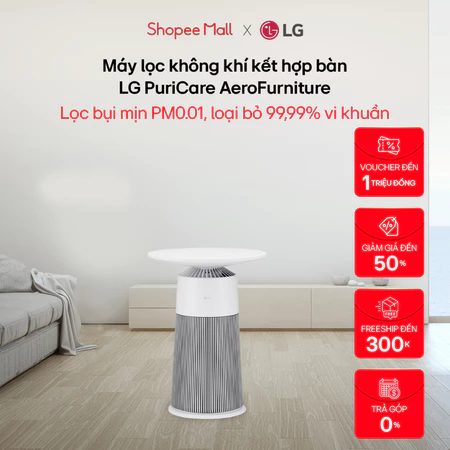 Shopee Mall X LG
Máy lọc không khí kết hợp bàn
LG PuriCare AeroFurniture
Lọc bụi mịn PM0.01, loại bỏ 99,99% vi khuẩn
VOUCHER ĐẾN
1 TRIỆU ĐỒNG
GIẢM GIÁ ĐẾN
50%
FREE
FREESHIP ĐẾN
300K
TRẢ GÓP
0%